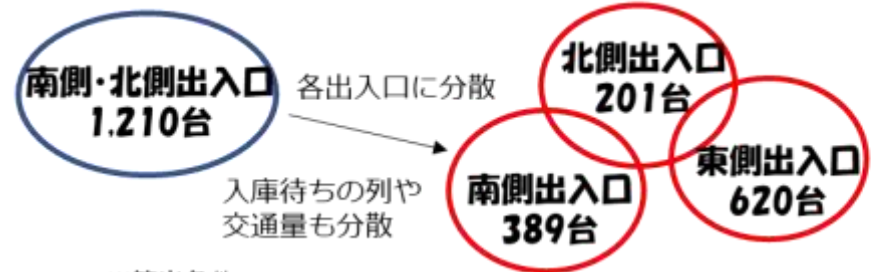 南側・北側出入口
1,210台
各出入口に分散
入庫待ちの列や
交通量も分散
北側出入口
201台
東側出入口
620台
南側出入口
389台